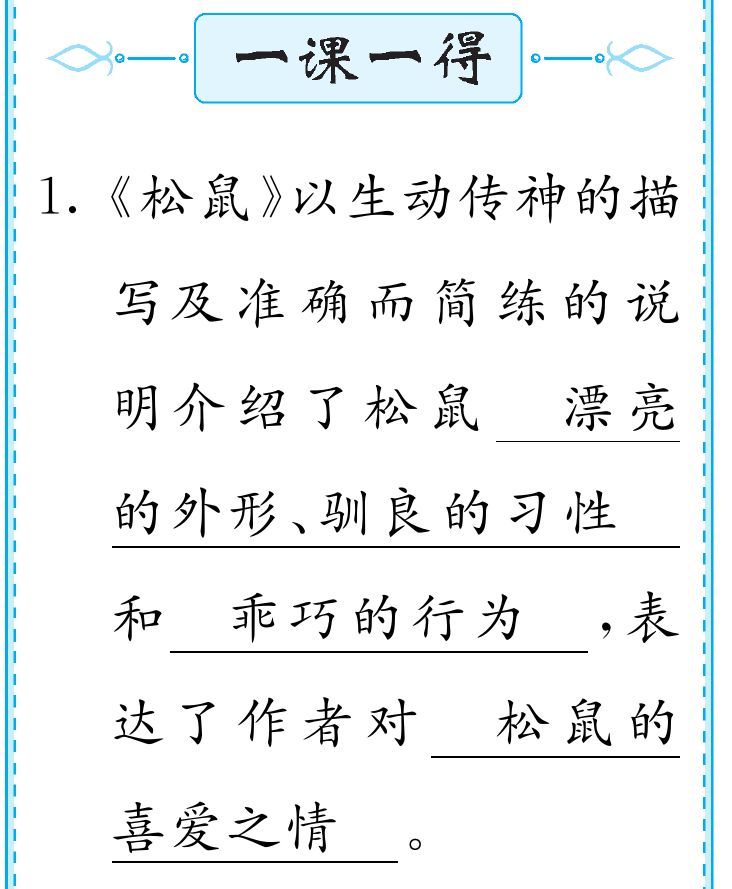 一课一得
1.《松鼠》以生动传神的描
写及准确而简练的说
明介绍了松鼠 漂亮
的外形、驯良的习性
和 乖巧的行为 ,表
达了作者对 松鼠的
喜爱之情 。